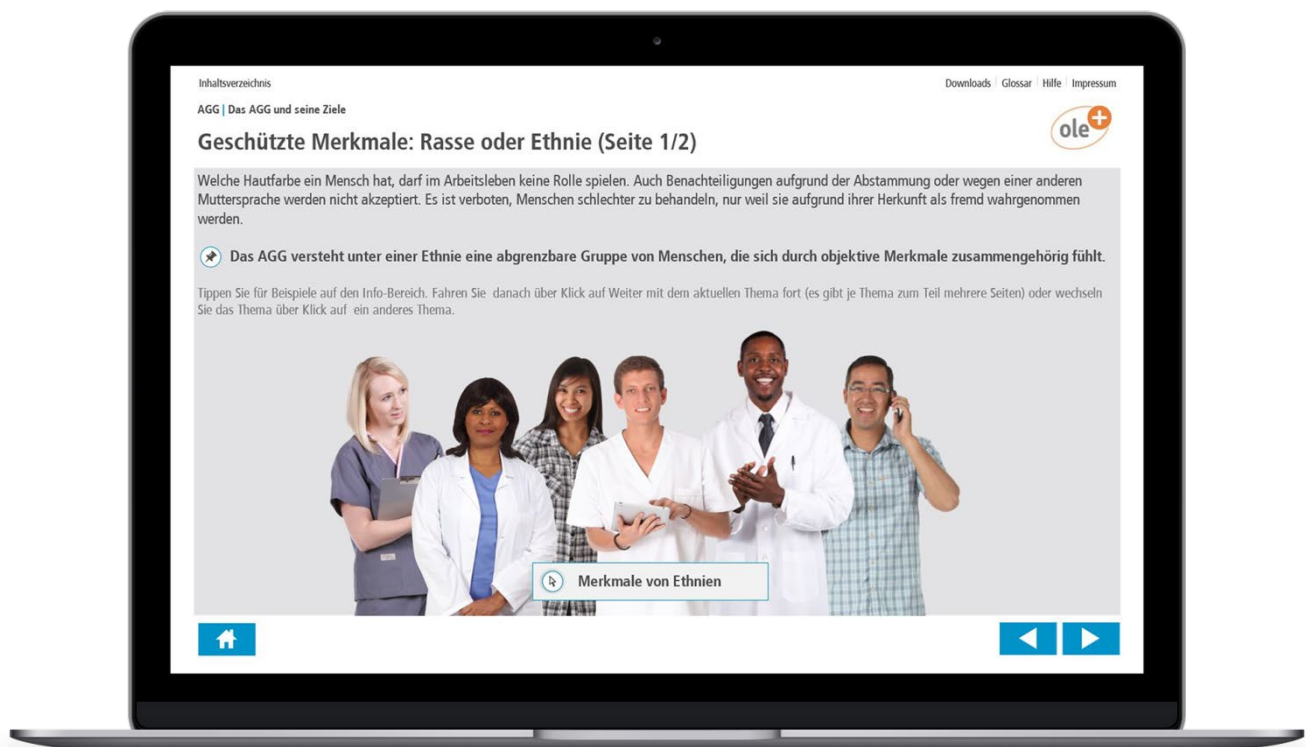 Inhaltsverzeichnis
Downloads Glossar Hilfe Impressum
AGG | Das AGG und seine Ziele
ole+
Geschützte Merkmale: Rasse oder Ethnie (Seite 1/2)
Welche Hautfarbe ein Mensch hat, darf im Arbeitsleben keine Rolle spielen. Auch Benachteiligungen aufgrund der Abstammung oder wegen einer anderen
Muttersprache werden nicht akzeptiert. Es ist verboten, Menschen schlechter zu behandeln, nur weil sie aufgrund ihrer Herkunft als fremd wahrgenommen
werden.
Das AGG versteht unter einer Ethnie eine abgrenzbare Gruppe von Menschen, die sich durch objektive Merkmale zusammengehörig fühlt.
Tippen Sie für Beispiele auf den Info-Bereich. Fahren Sie danach über Klick auf Weiter mit dem aktuellen Thema fort (es gibt je Thema zum Teil mehrere Seiten) oder wechseln
Sie das Thema über Klick auf ein anderes Thema.
Merkmale von Ethnien